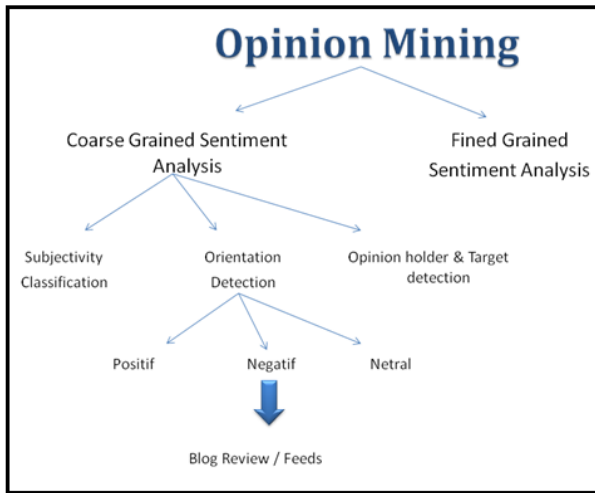 Opinion Mining
Coarse Grained Sentiment
Analysis
Fined Grained
Sentiment Analysis
Subjectivity
Classification
Orientation
Detection
Opinion holder & Target
detection
Positif
Negatif
Netral
Blog Review / Feeds